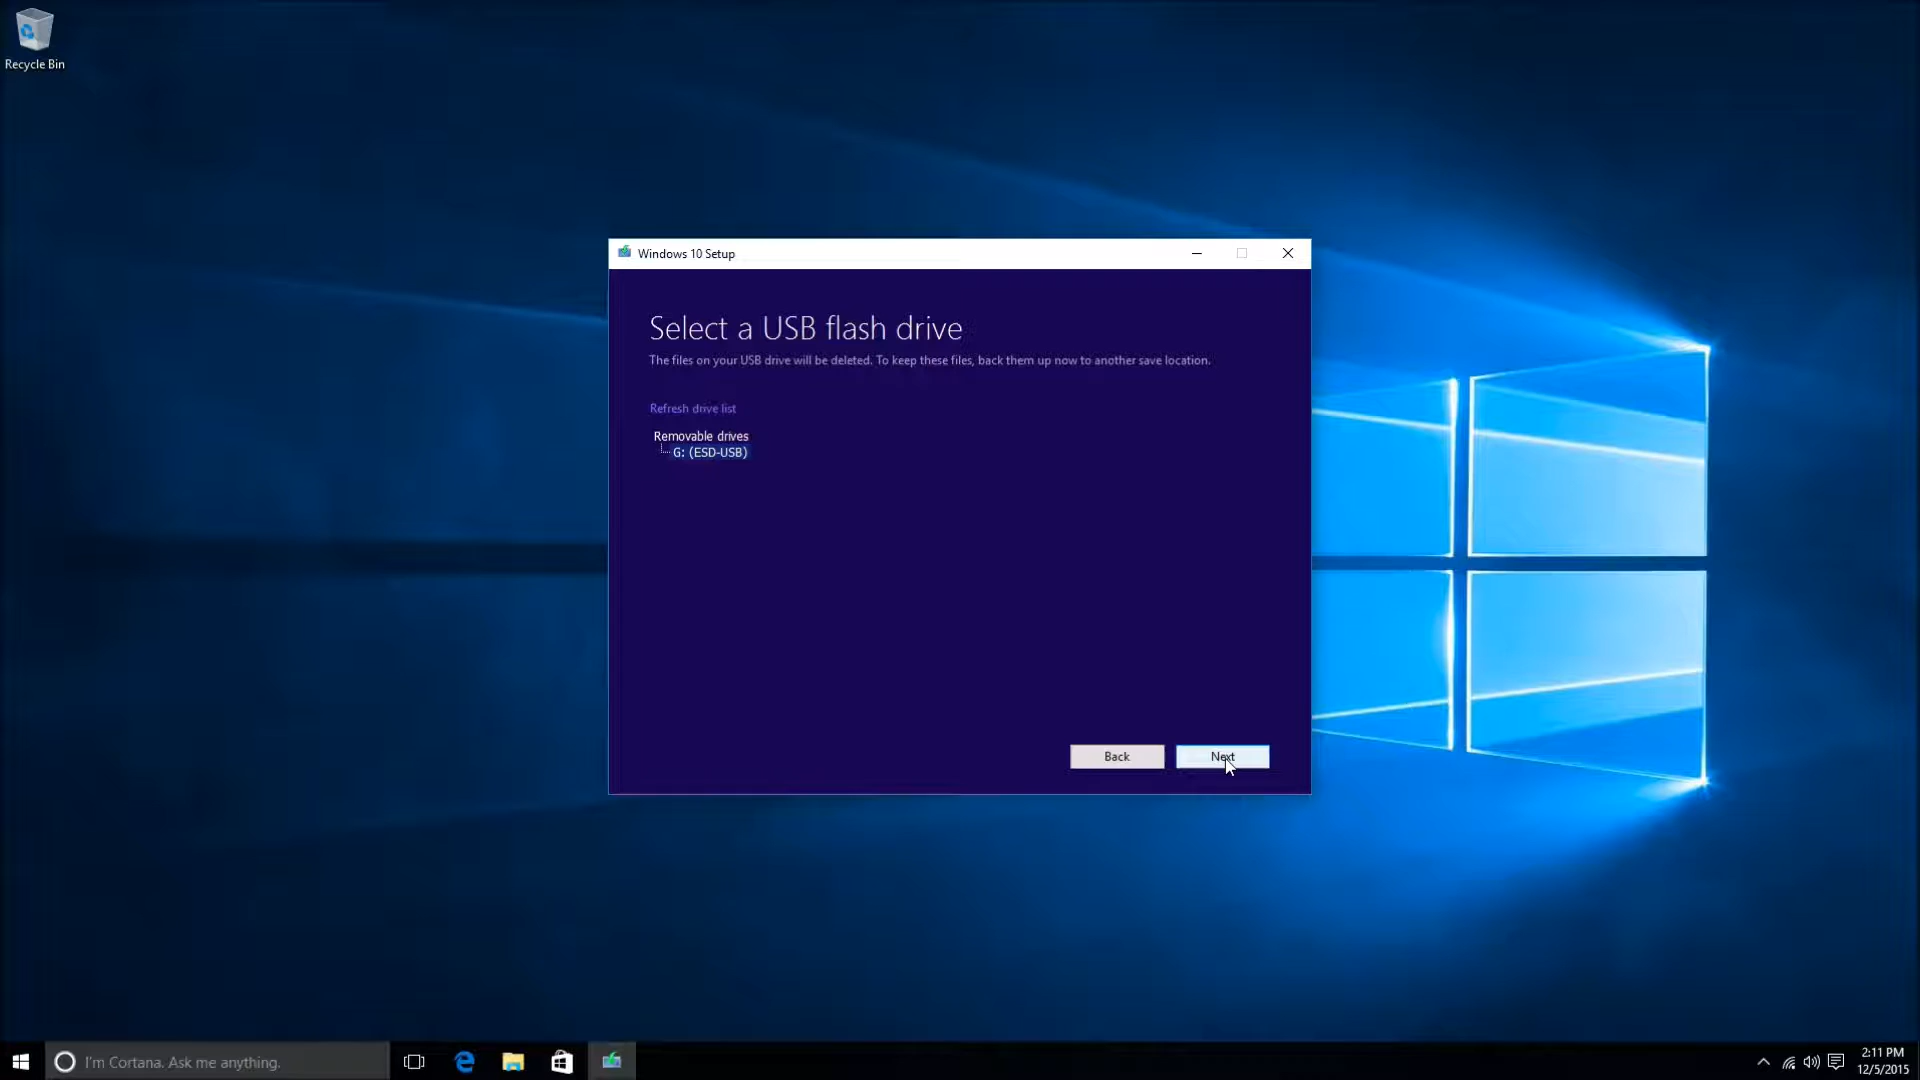 Recycle Bin
Windows 10 Setup
Select a USB flash drive
The files on your USB drive will be deleted. To keep these files, back them up now to another save location.
Refresh drive list
Removable drives
G: (ESD-USB)
Back
Next
I'm Cortana. Ask me anything.
2:11 PM
12/5/2015